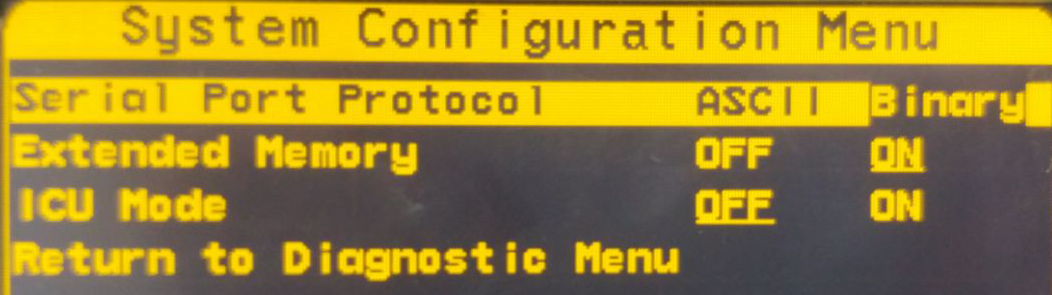 System Configuration Menu
Serial Port Protocol ASCII Binary
Extended Memory OFF ON
ICU Mode OFF ON
Return to Diagnostic Menu